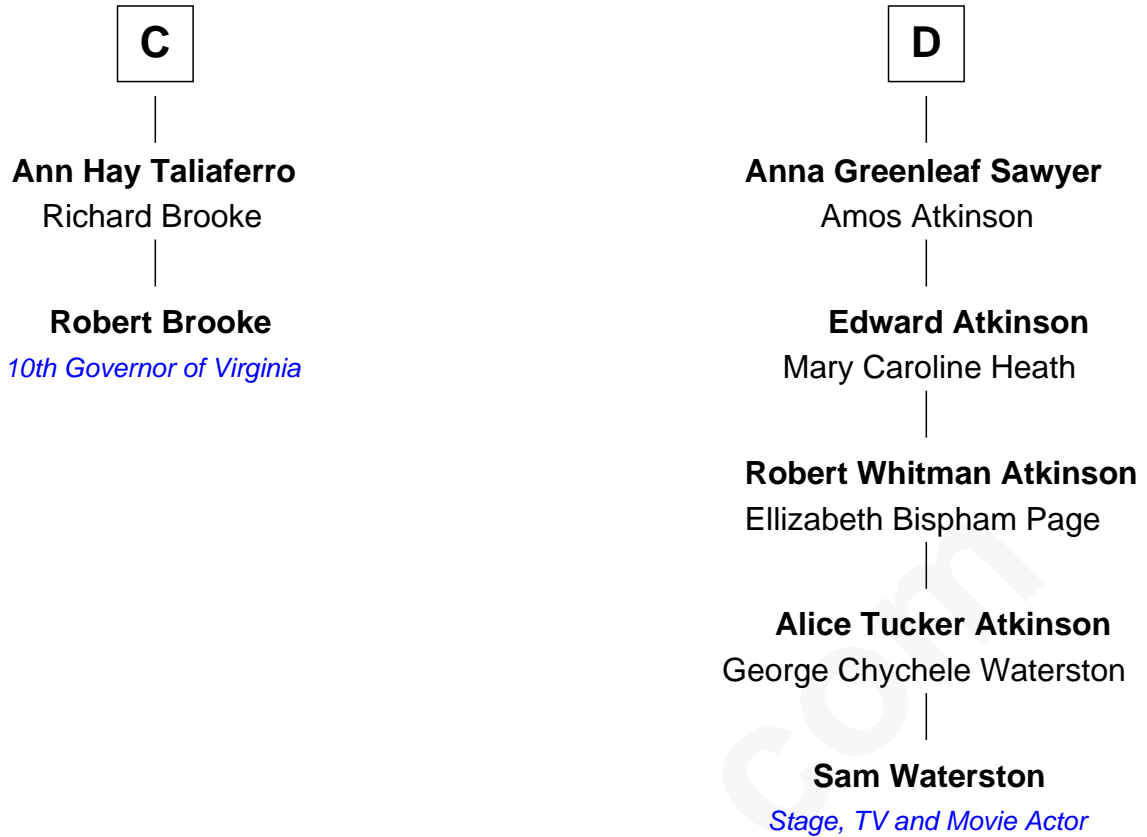 C
Ann Hay Taliaferro
Richard Brooke
Robert Brooke
10th Governor of Virginia
D
Anna Greenleaf Sawyer
Amos Atkinson
Edward Atkinson
Mary Caroline Heath
Robert Whitman Atkinson
Ellizabeth Bispham Page
Alice Tucker Atkinson
George Chychele Waterston
Sam Waterston
Stage, TV and Movie Actor
com